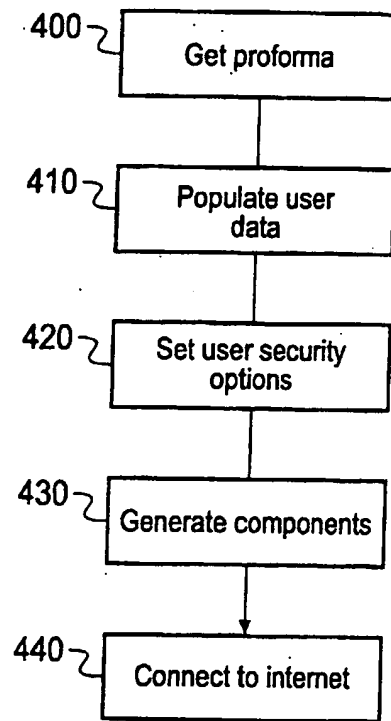 400
Get proforma
410
Populate user
data
420
Set user security
options
430
Generate components
440
Connect to internet